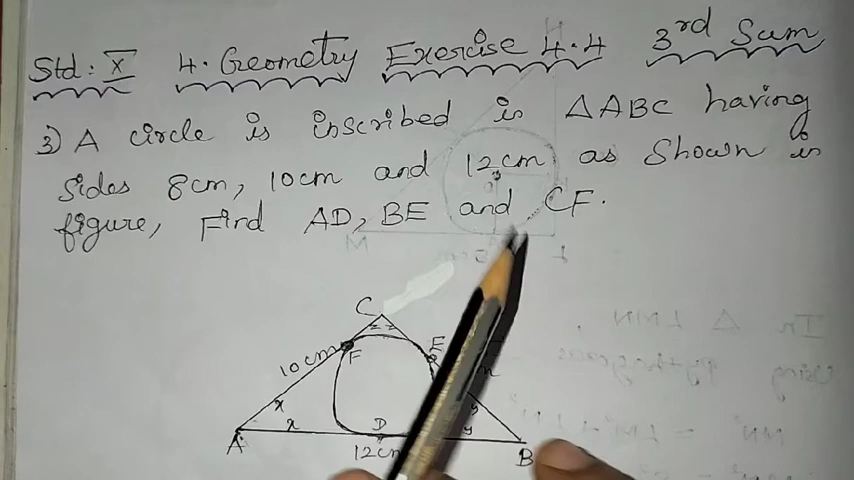 Std: X 4. Geometry Exercise 4.4 3rd Sum
3) A circle is inscribed in △ABC having
sides 8cm, 10cm and 12cm as shown in
figure, Find AD, BE and CF.
C
z z
F
E
10cm
x
x
D
y
y
A
12cm
B